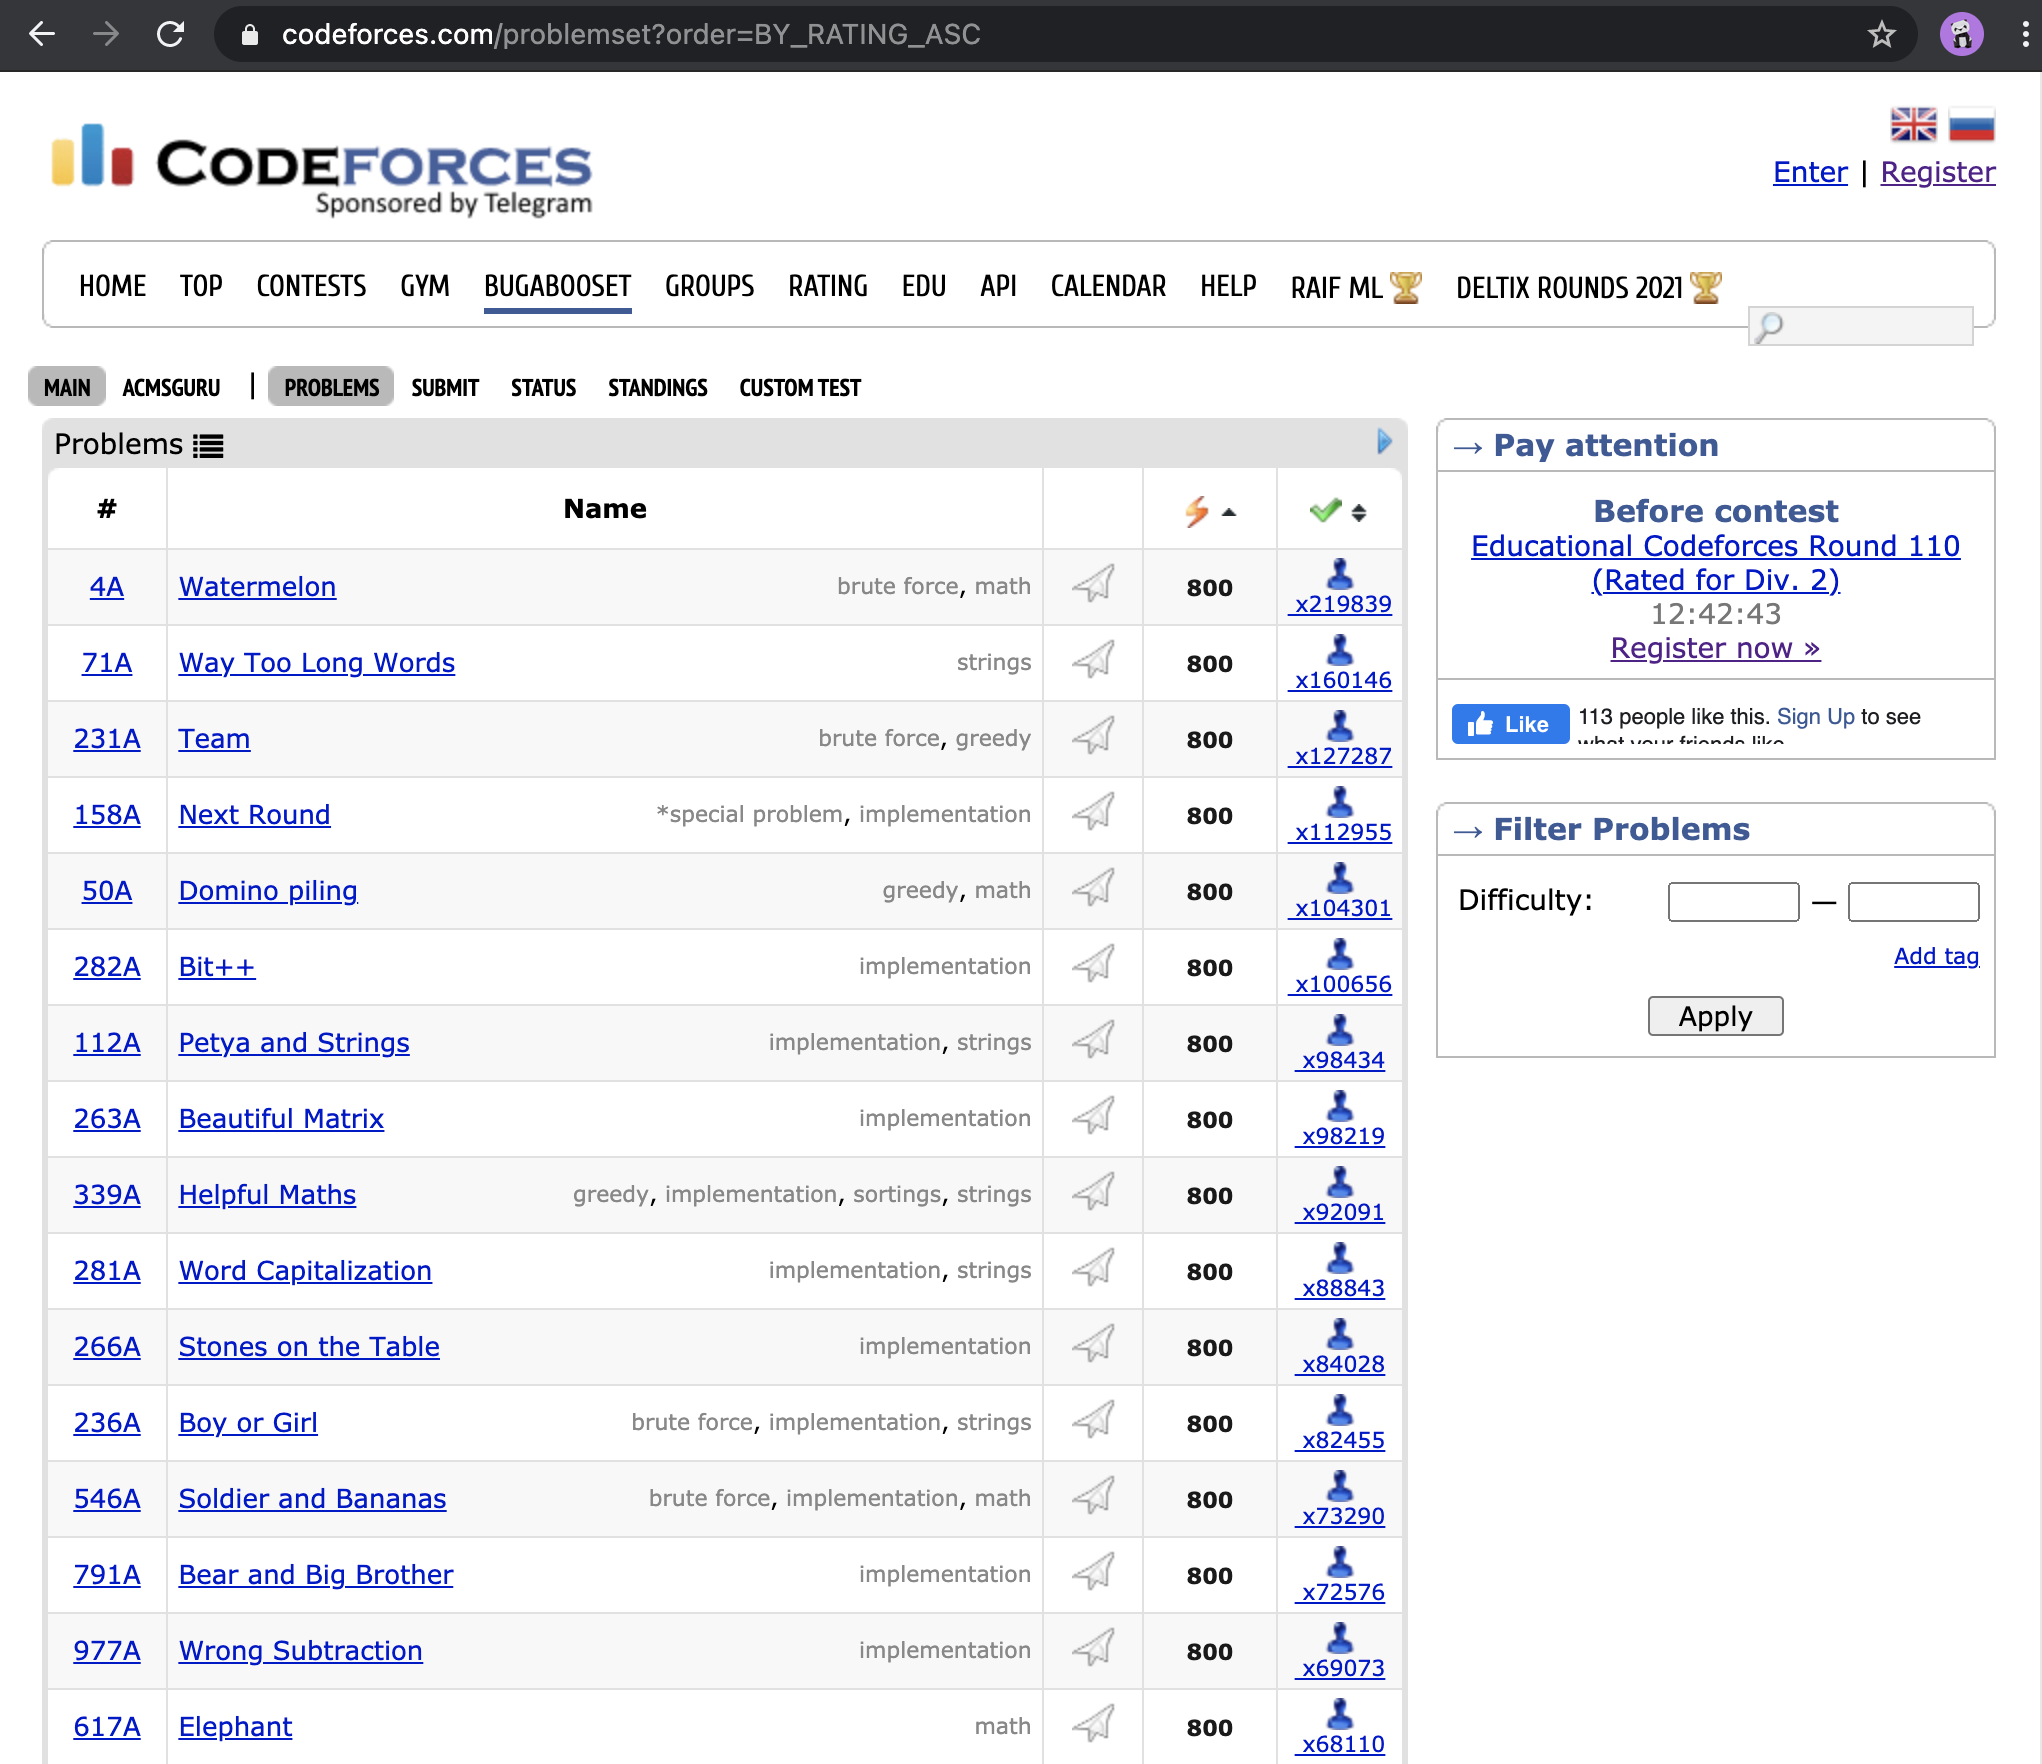 codeforces.com/problemset?order=BY_RATING_ASC
CODEFORCES
Sponsored by Telegram
Enter | Register
HOME TOP CONTESTS GYM BUGABOOSET GROUPS RATING EDU API CALENDAR HELP RAIF ML DELTIX ROUNDS 2021
MAIN ACMSGURU | PROBLEMS SUBMIT STATUS STANDINGS CUSTOM TEST
Problems
# Name
4A Watermelon brute force, math 800 x219839
71A Way Too Long Words strings 800 x160146
231A Team brute force, greedy 800 x127287
158A Next Round *special problem, implementation 800 x112955
50A Domino piling greedy, math 800 x104301
282A Bit++ implementation 800 x100656
112A Petya and Strings implementation, strings 800 x98434
263A Beautiful Matrix implementation 800 x98219
339A Helpful Maths greedy, implementation, sortings, strings 800 x92091
281A Word Capitalization implementation, strings 800 x88843
266A Stones on the Table implementation 800 x84028
236A Boy or Girl brute force, implementation, strings 800 x82455
546A Soldier and Bananas brute force, implementation, math 800 x73290
791A Bear and Big Brother implementation 800 x72576
977A Wrong Subtraction implementation 800 x69073
617A Elephant math 800 x68110
→ Pay attention
Before contest
Educational Codeforces Round 110
(Rated for Div. 2)
12:42:43
Register now »
Like 113 people like this. Sign Up to see
what your friends like.
→ Filter Problems
Difficulty: —
Add tag
Apply